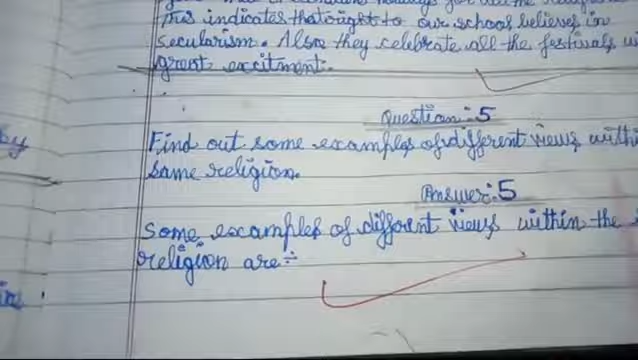 This indicates that ought to our school believes in
secularism. Also they celebrate all the festivals
great excitment.
Question:-5
Find out some examples of different views within
same religion.
Answer:-5
Some examples of different views within the
religion are:-